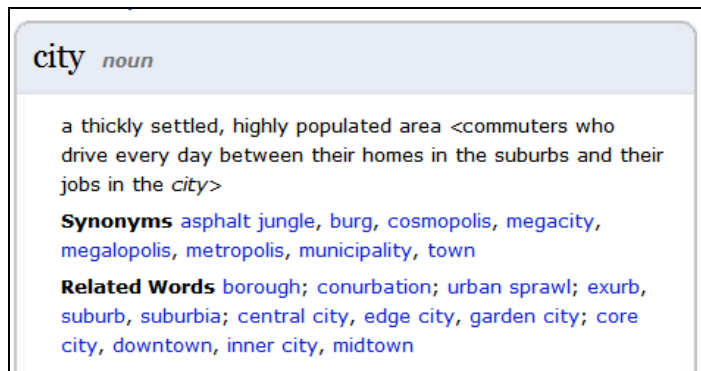 city noun
a thickly settled, highly populated area <commuters who
drive every day between their homes in the suburbs and their
jobs in the city>
Synonyms asphalt jungle, burg, cosmopolis, megacity,
megalopolis, metropolis, municipality, town
Related Words borough; conurbation; urban sprawl; exurb,
suburb, suburbia; central city, edge city, garden city; core
city, downtown, inner city, midtown